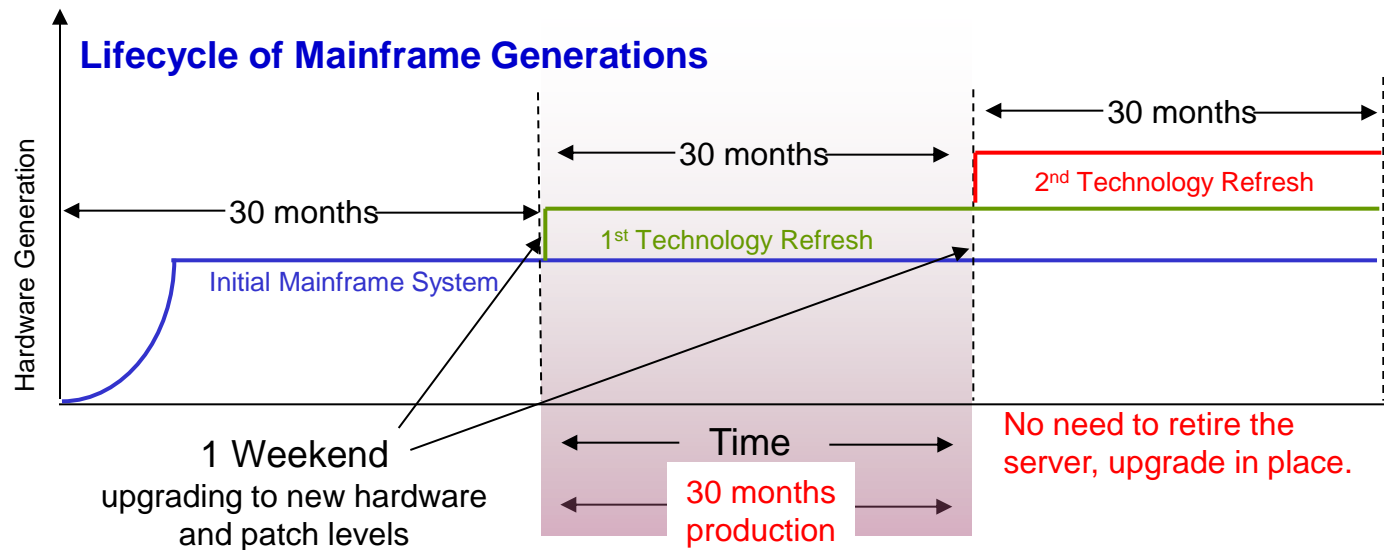 Lifecycle of Mainframe Generations
Hardware Generation
30 months
30 months
30 months
2nd Technology Refresh
1st Technology Refresh
Initial Mainframe System
1 Weekend
upgrading to new hardware
and patch levels
Time
30 months
production
No need to retire the
server, upgrade in place.